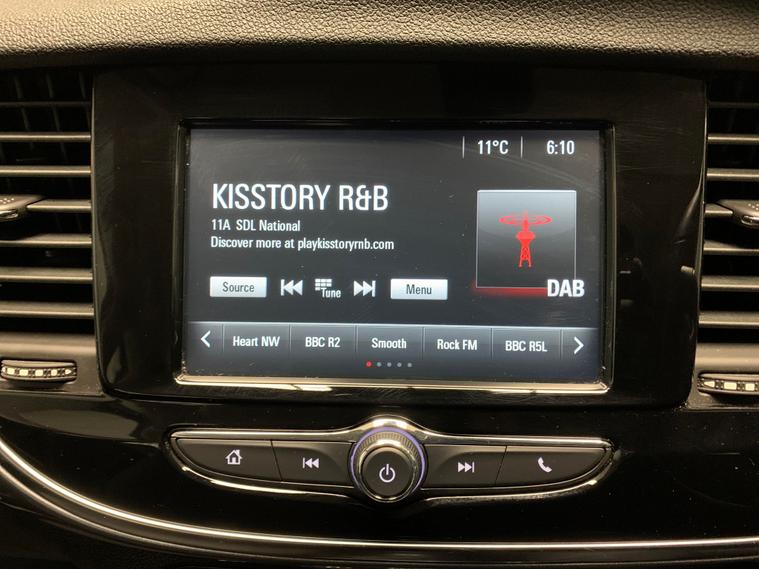 11°C 6:10
KISSTORY R&B
11A SDL National
Discover more at playkisstoryrnb.com
DAB
Source Tune Menu
Heart NW BBC R2 Smooth Rock FM BBC R5L